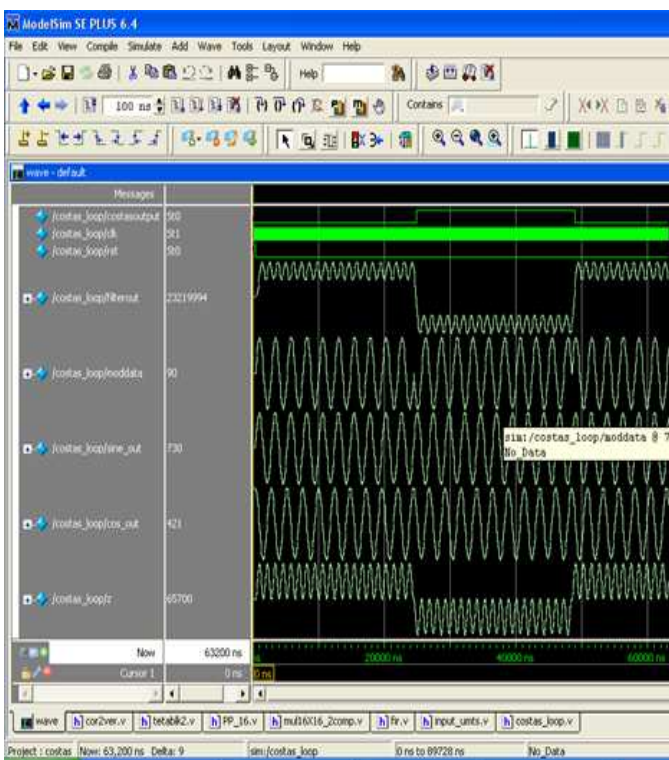 ModelSim SE PLUS 6.4
File Edit View Compile Simulate Add Wave Tools Layout Window Help
Help
100 ns
Contains
wave - default
Messages
/costas_loop/costasoutput St0
/costas_loop/clk St1
/costas_loop/rst St0
/costas_loop/filterout 23219994
/costas_loop/moddata 90
sim:/costas_loop/moddata @ 7
No_Data
/costas_loop/sine_out 730
/costas_loop/cos_out 421
/costas_loop/z 65700
Now 63200 ns
20000 ns 40000 ns 60000 ns
Cursor 1 0 ns 0 ns
wave cor2ver.v tetabik2.v PP_16.v mul16X16_2comp.v fir.v input_umts.v costas_loop.v
Project : costas Now: 63,200 ns Delta: 9 sim:/costas_loop 0 ns to 89728 ns No_Data